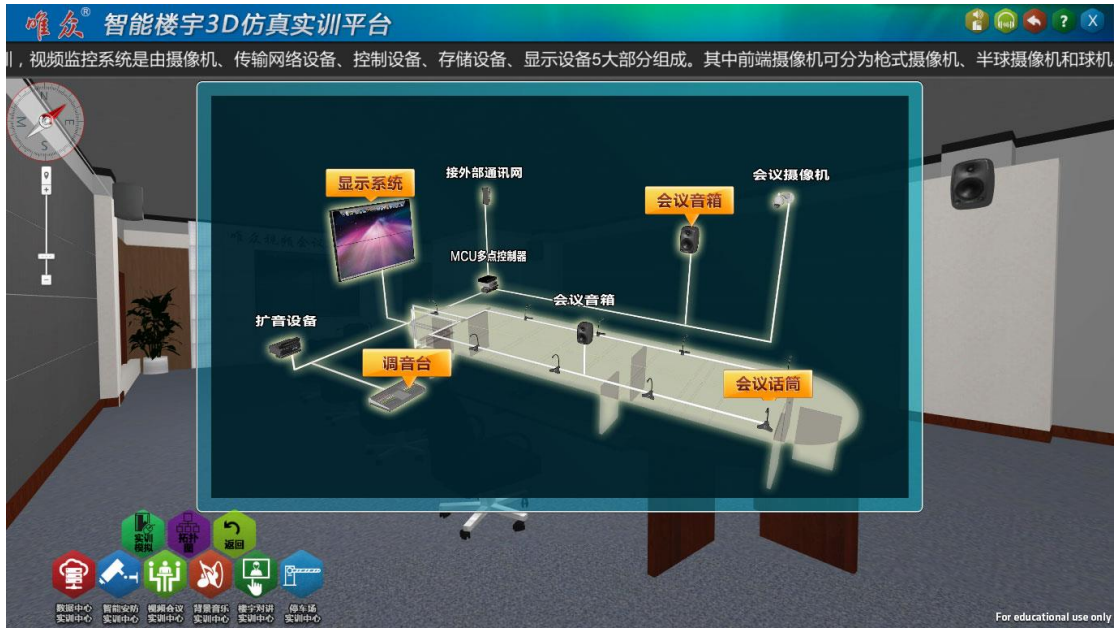 唯众® 智能楼宇3D仿真实训平台
训，视频监控系统是由摄像机、传输网络设备、控制设备、存储设备、显示设备5大部分组成。其中前端摄像机可分为枪式摄像机、半球摄像机和球机
N
E
S
显示系统
接外部通讯网
会议音箱
会议摄像机
MCU多点控制器
会议音箱
扩音设备
调音台
会议话筒
实训
模拟
拓扑
图
返回
数据中心
实训中心
智能安防
实训中心
视频会议
实训中心
背景音乐
实训中心
楼宇对讲
实训中心
停车场
实训中心
For educational use only